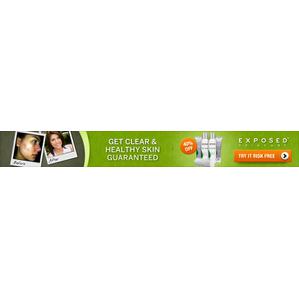 Before
After
GET CLEAR &
HEALTHY SKIN
GUARANTEED
40%
OFF
EXPOSED
TRY IT RISK FREE